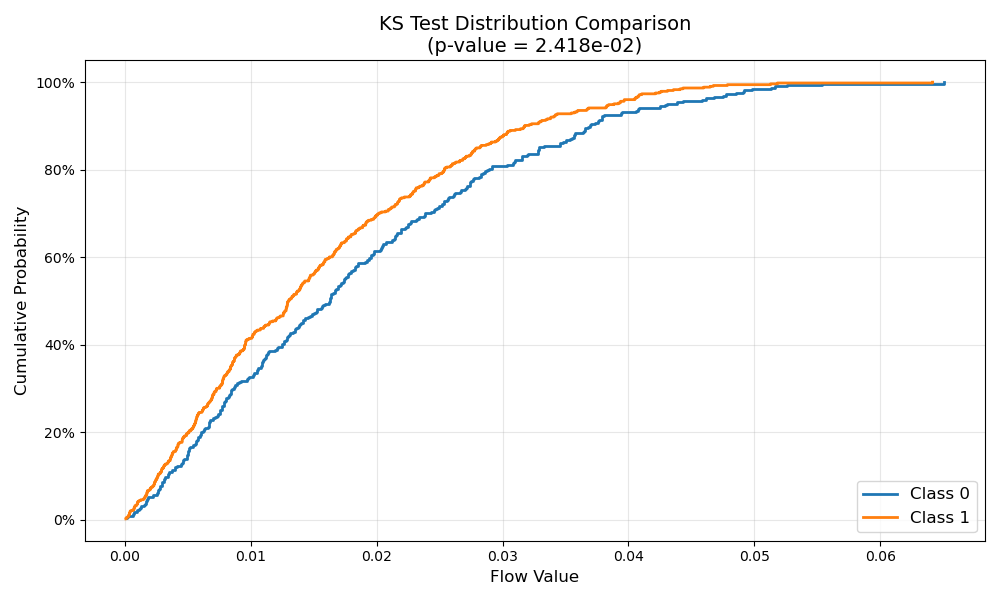 KS Test Distribution Comparison
(p-value = 2.418e-02)
Cumulative Probability
100%
80%
60%
40%
20%
0%
0.00 0.01 0.02 0.03 0.04 0.05 0.06
Flow Value
Class 0
Class 1